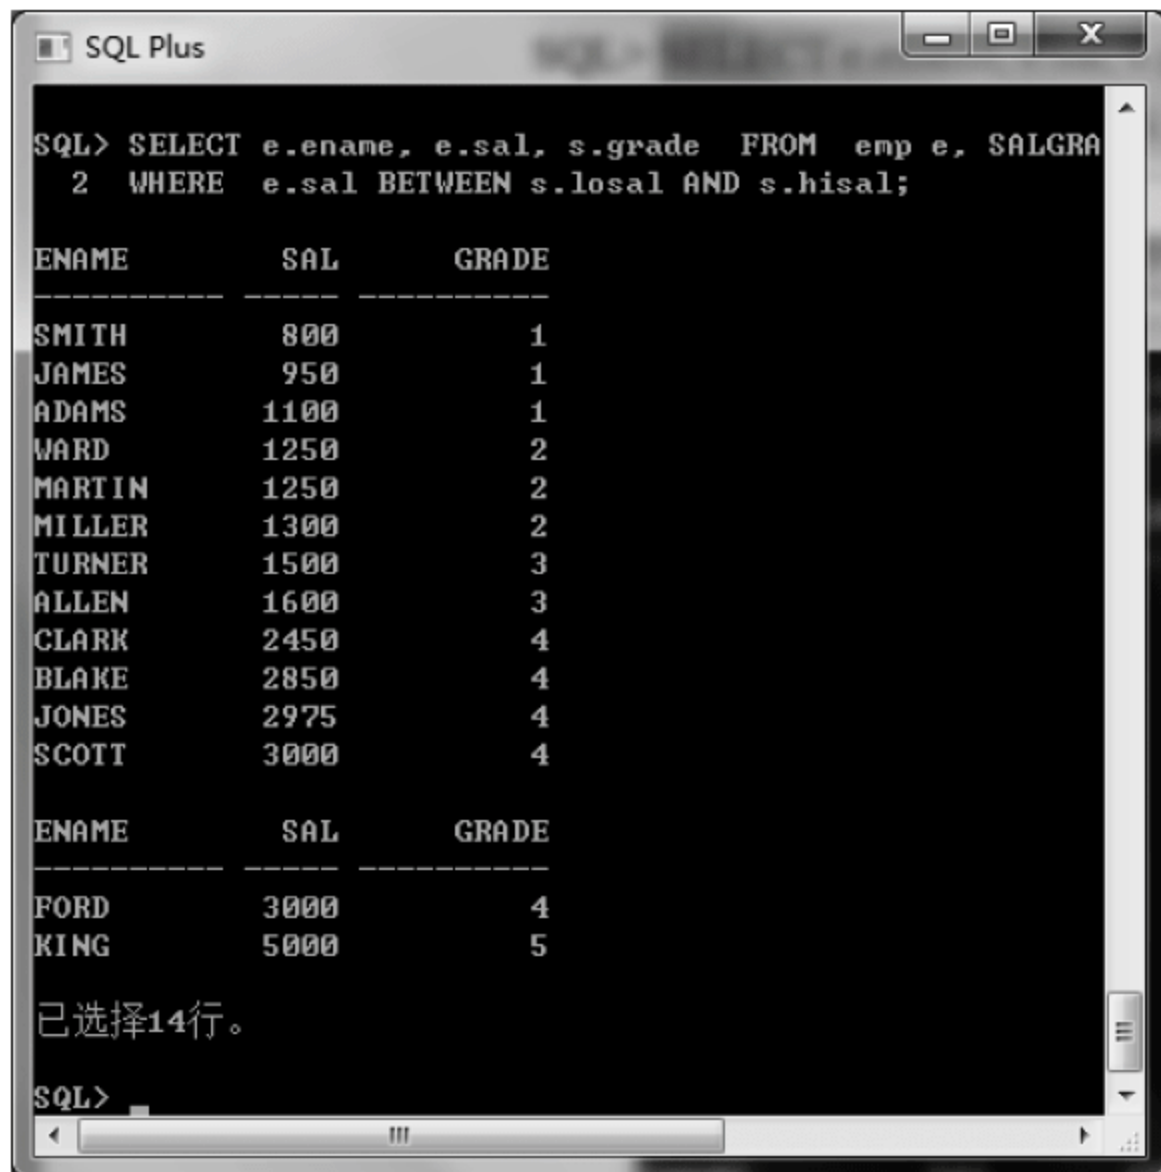 SQL Plus
SQL> SELECT e.ename, e.sal, s.grade  FROM  emp e, SALGRA
  2  WHERE  e.sal BETWEEN s.losal AND s.hisal;
ENAME        SAL      GRADE
---------- ----- ----------
SMITH        800          1
JAMES        950          1
ADAMS       1100          1
WARD        1250          2
MARTIN      1250          2
MILLER      1300          2
TURNER      1500          3
ALLEN       1600          3
CLARK       2450          4
BLAKE       2850          4
JONES       2975          4
SCOTT       3000          4
ENAME        SAL      GRADE
---------- ----- ----------
FORD        3000          4
KING        5000          5
已选择14行。
SQL>